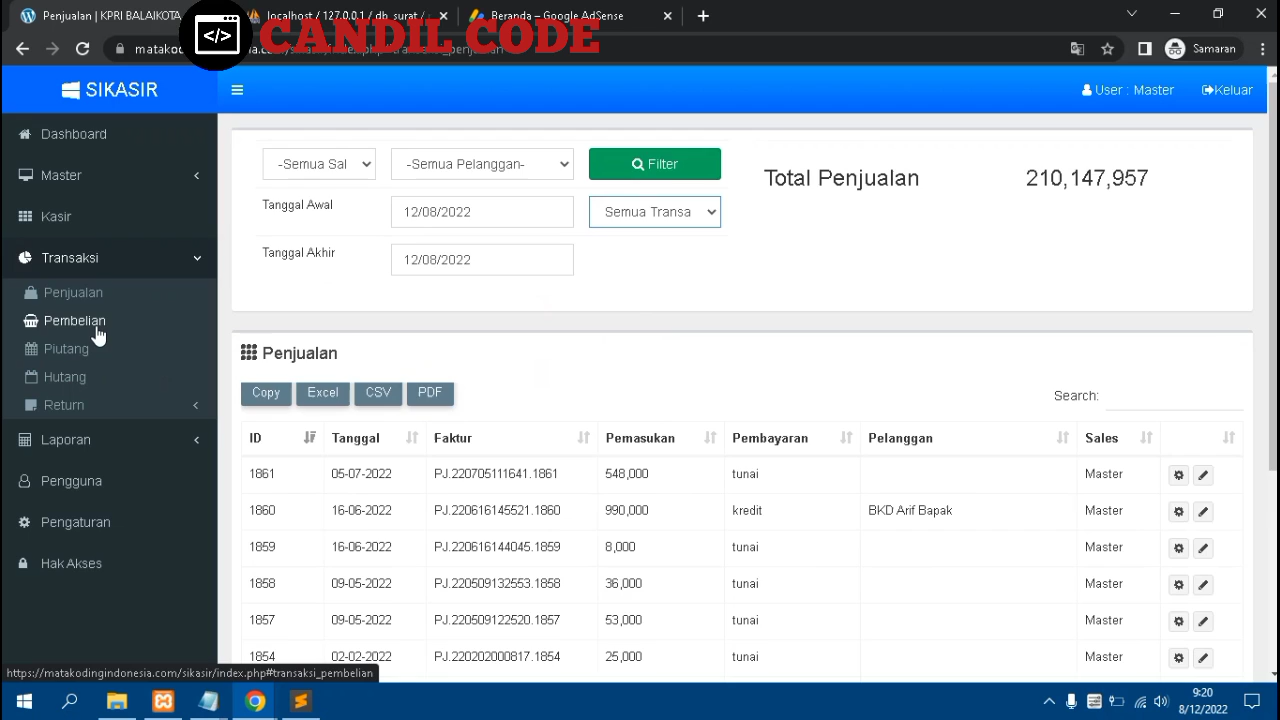 Penjualan | KPRI BALAIKOTA
localhost / 127.0.0.1 / db_surat /
Beranda – Google AdSense
</>
CANDIL CODE
Samaran
SIKASIR
User : Master
Keluar
Dashboard
Master
Kasir
Transaksi
Penjualan
Pembelian
Piutang
Hutang
Return
Laporan
Pengguna
Pengaturan
Hak Akses
-Semua Sal
-Semua Pelanggan-
Filter
Total Penjualan 210,147,957
Tanggal Awal 12/08/2022 Semua Transa
Tanggal Akhir 12/08/2022
Penjualan
Copy Excel CSV PDF
Search:
ID Tanggal Faktur Pemasukan Pembayaran Pelanggan Sales
1861 05-07-2022 PJ.220705111641.1861 548,000 tunai Master
1860 16-06-2022 PJ.220616145521.1860 990,000 kredit BKD Arif Bapak Master
1859 16-06-2022 PJ.220616144045.1859 8,000 tunai Master
1858 09-05-2022 PJ.220509132553.1858 36,000 tunai Master
1857 09-05-2022 PJ.220509122520.1857 53,000 tunai Master
1854 02-02-2022 PJ.220202000817.1854 25,000 tunai Master
https://matakodingindonesia.com/sikasir/index.php#transaksi_pembelian
9:20
8/12/2022